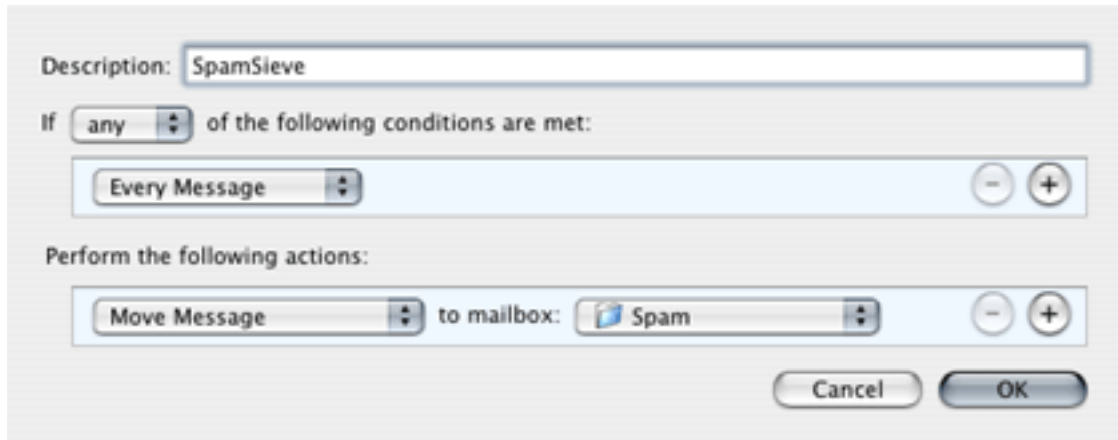 Description: SpamSieve
If any of the following conditions are met:
Every Message
Perform the following actions:
Move Message to mailbox: Spam
Cancel OK